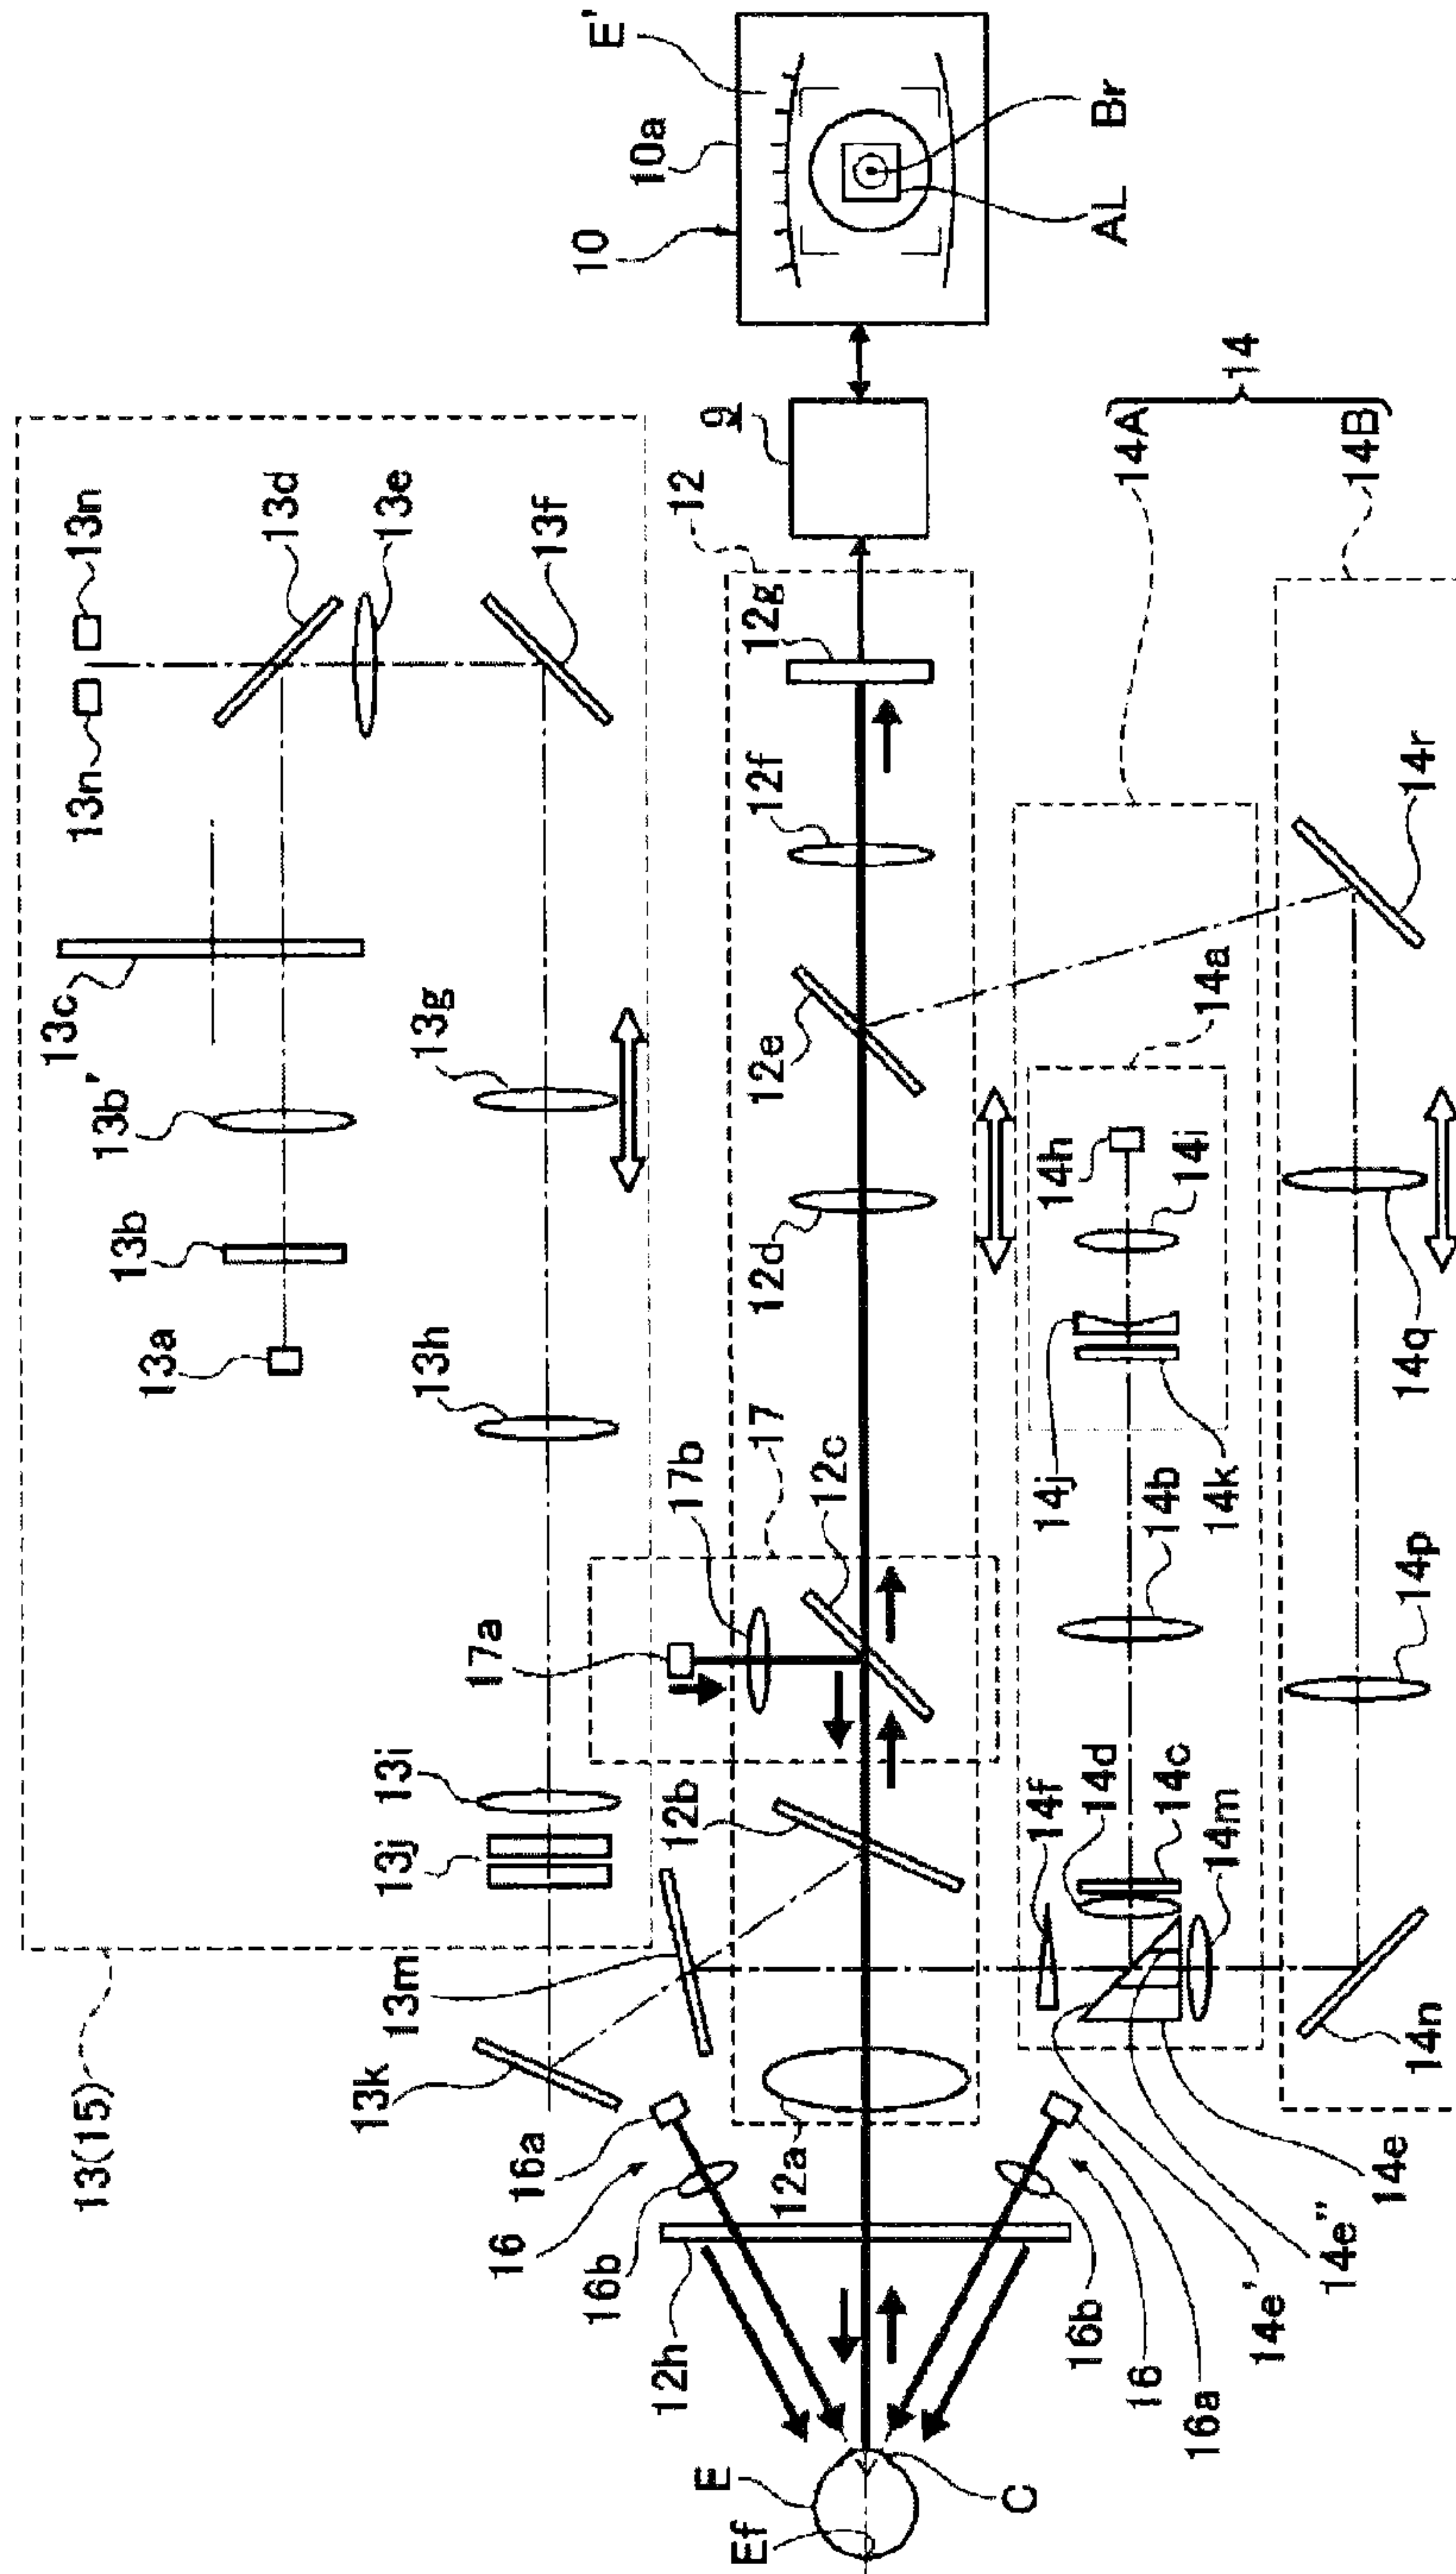 13(15)
13a
13b
13b'
13c
13n
13n
13d
13e
13f
13g
13h
13i
13j
13k
13m
17a
17b
17
16a
16
16b
12h
12a
12b
12c
12d
12e
12f
12g
12
9
10
10a
E'
AL
Br
E
Ef
C
16b
16
16a
14e'
14e"
14e
14f
14d
14c
14m
14b
14j
14k
14i
14h
14a
14A
14B
14
14n
14p
14q
14r